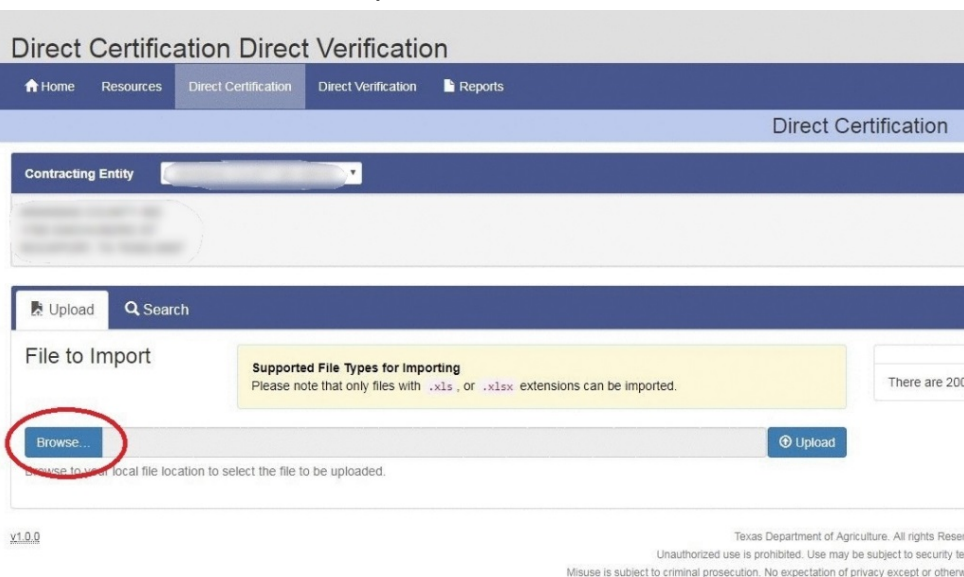 Direct Certification Direct Verification
Home Resources Direct Certification Direct Verification Reports
Direct Certification
Contracting Entity
Upload Search
File to Import
Supported File Types for Importing
Please note that only files with .xls , or .xlsx extensions can be imported.
There are 200
Browse... Upload
Browse to your local file location to select the file to be uploaded.
v1.0.0
Texas Department of Agriculture. All rights Reser
Unauthorized use is prohibited. Use may be subject to security te
Misuse is subject to criminal prosecution. No expectation of privacy except or otherw